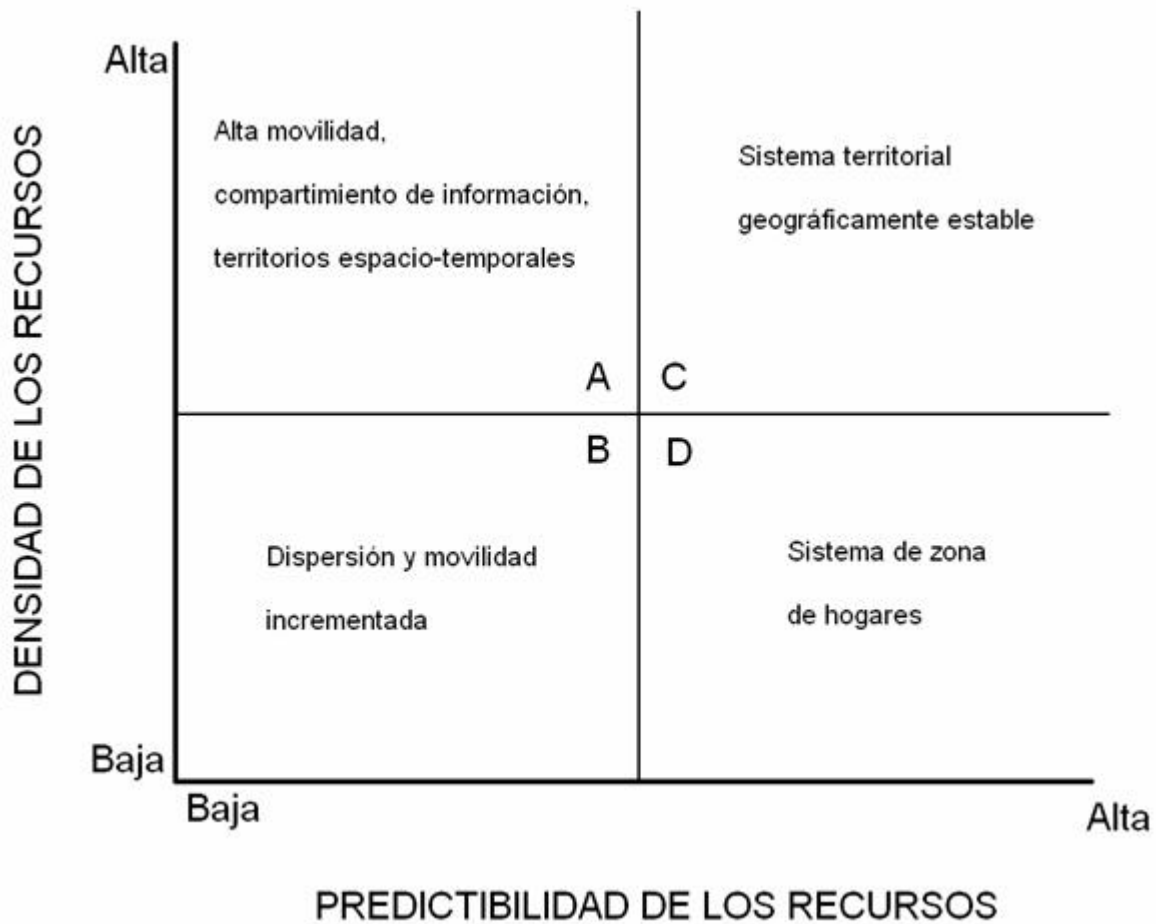 DENSIDAD DE LOS RECURSOS
Alta
Alta movilidad,
compartimiento de información,
territorios espacio-temporales
Sistema territorial
geográficamente estable
A
C
B
D
Dispersión y movilidad
incrementada
Sistema de zona
de hogares
Baja
Baja
Alta
PREDICTIBILIDAD DE LOS RECURSOS